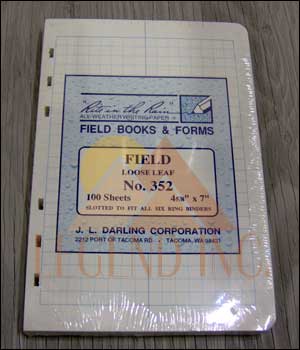 "Rite in the Rain"
ALL-WEATHER WRITING PAPER
FIELD BOOKS & FORMS
FIELD
LOOSE LEAF
No. 352
100 Sheets 4 5/8" x 7"
SLOTTED TO FIT ALL SIX RING BINDERS
J. L. DARLING CORPORATION
2212 PORT OF TACOMA RD. TACOMA, WA 98421
LEGEND INC.